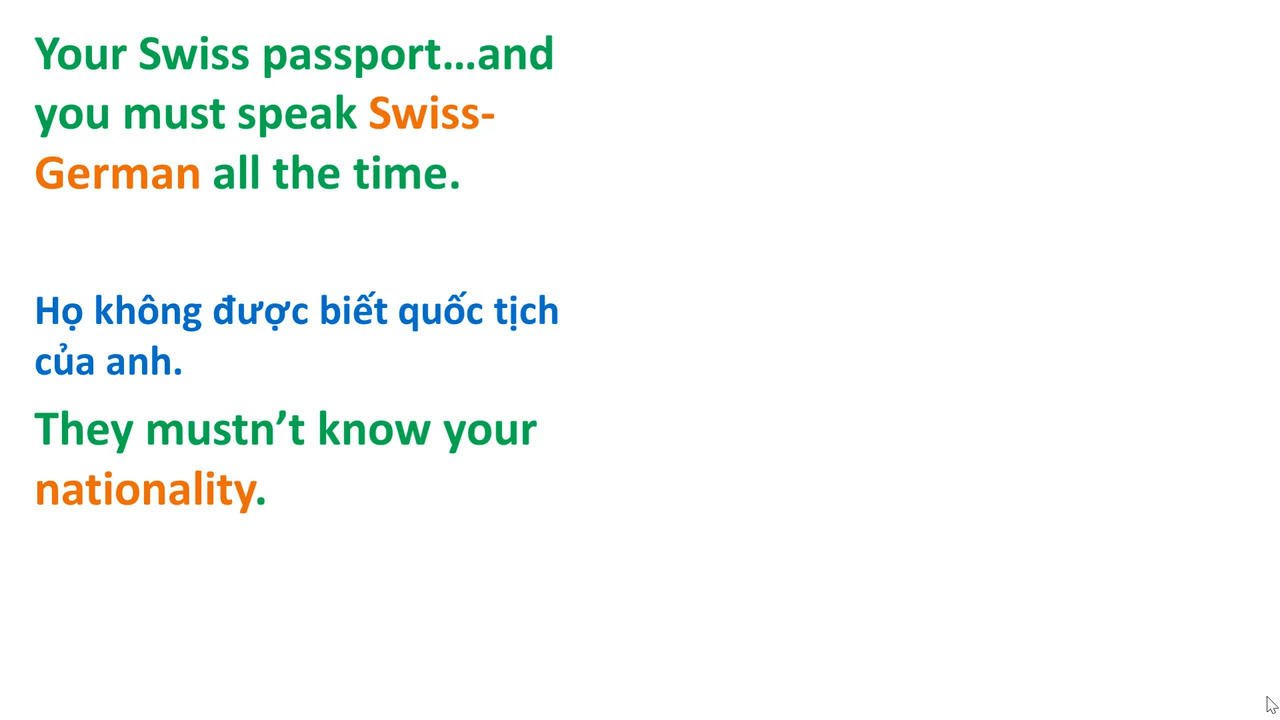 Your Swiss passport…and
you must speak Swiss-
German all the time.
Họ không được biết quốc tịch
của anh.
They mustn’t know your
nationality.